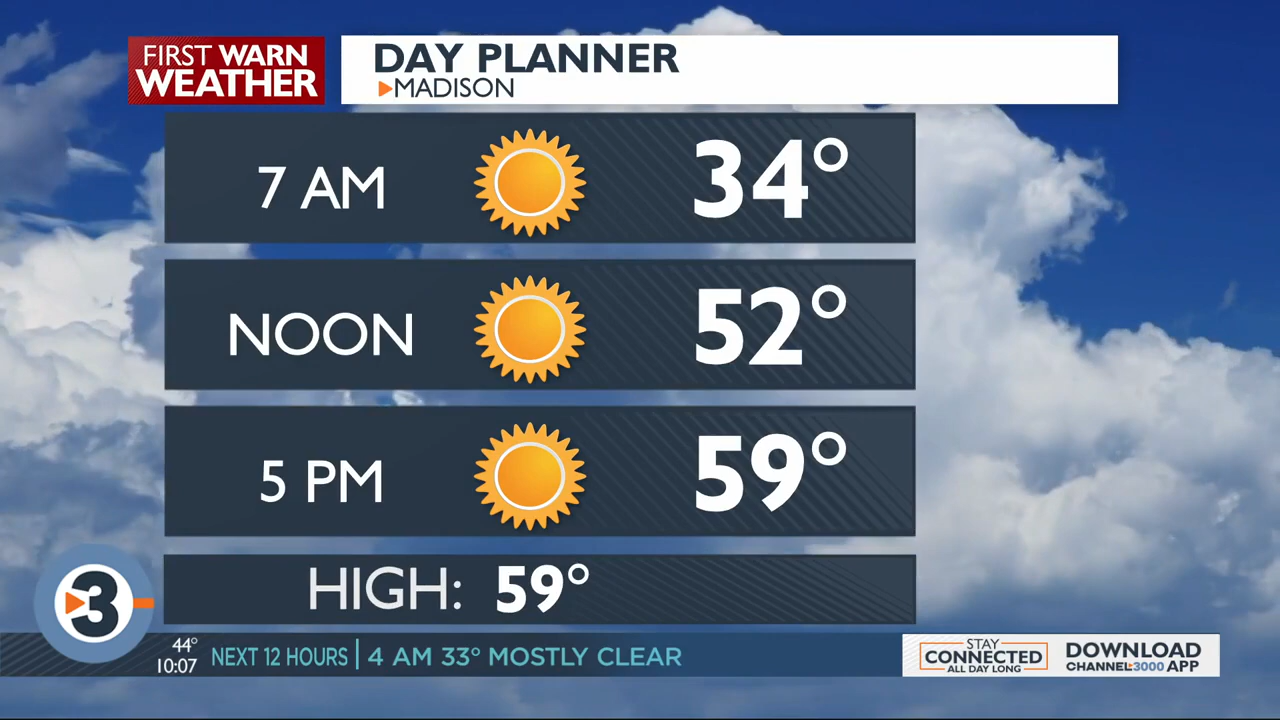 FIRST WARN
WEATHER
DAY PLANNER
MADISON
7 AM
34°
NOON
52°
5 PM
59°
HIGH: 59°
3
44°
10:07
NEXT 12 HOURS | 4 AM 33° MOSTLY CLEAR
STAY
CONNECTED
ALL DAY LONG
DOWNLOAD
CHANNEL3000 APP